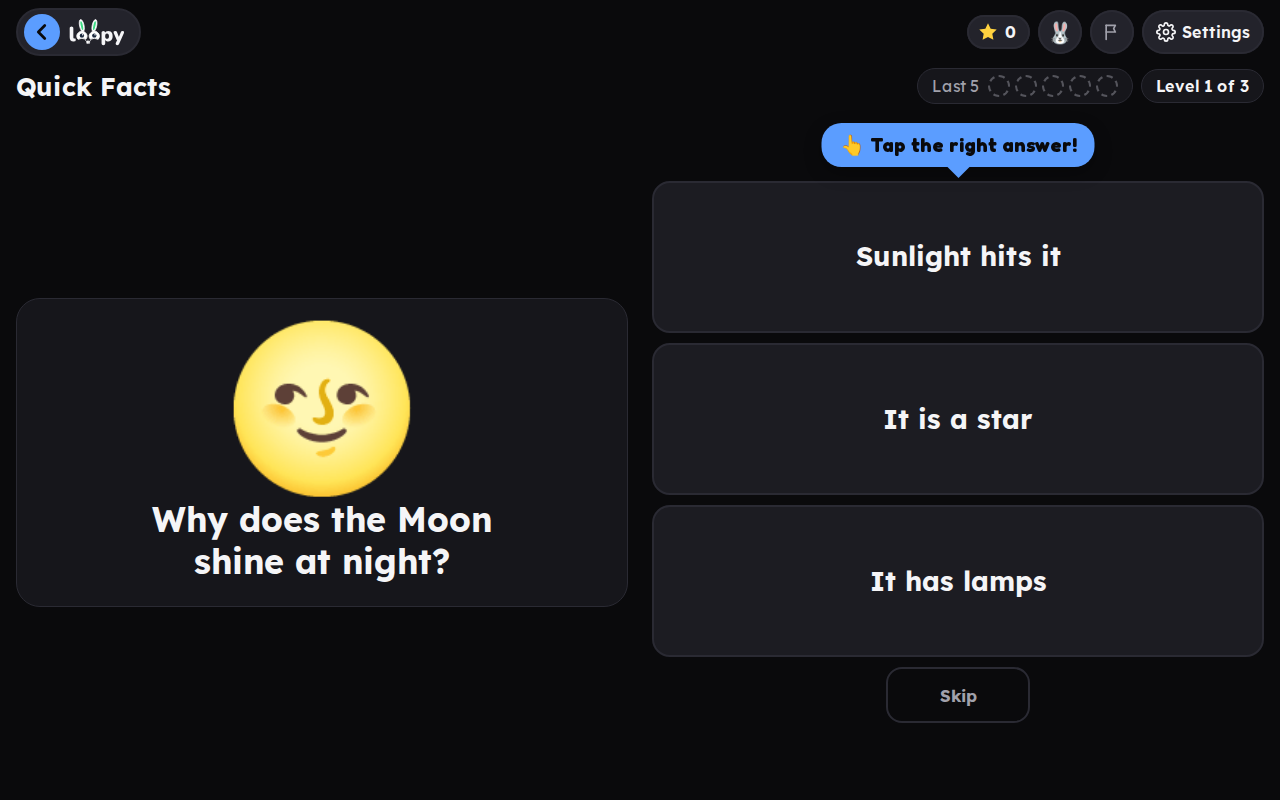 loopy
0
Settings
Quick Facts
Last 5
Level 1 of 3
👆 Tap the right answer!
Why does the Moon
shine at night?
Sunlight hits it
It is a star
It has lamps
Skip